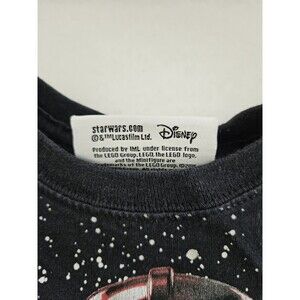 starwars.com
© & ™ Lucasfilm Ltd.
Disney
Produced by IML under license from
the LEGO Group. LEGO, the LEGO logo,
and the Minifigure are
trademarks of the LEGO Group. ©